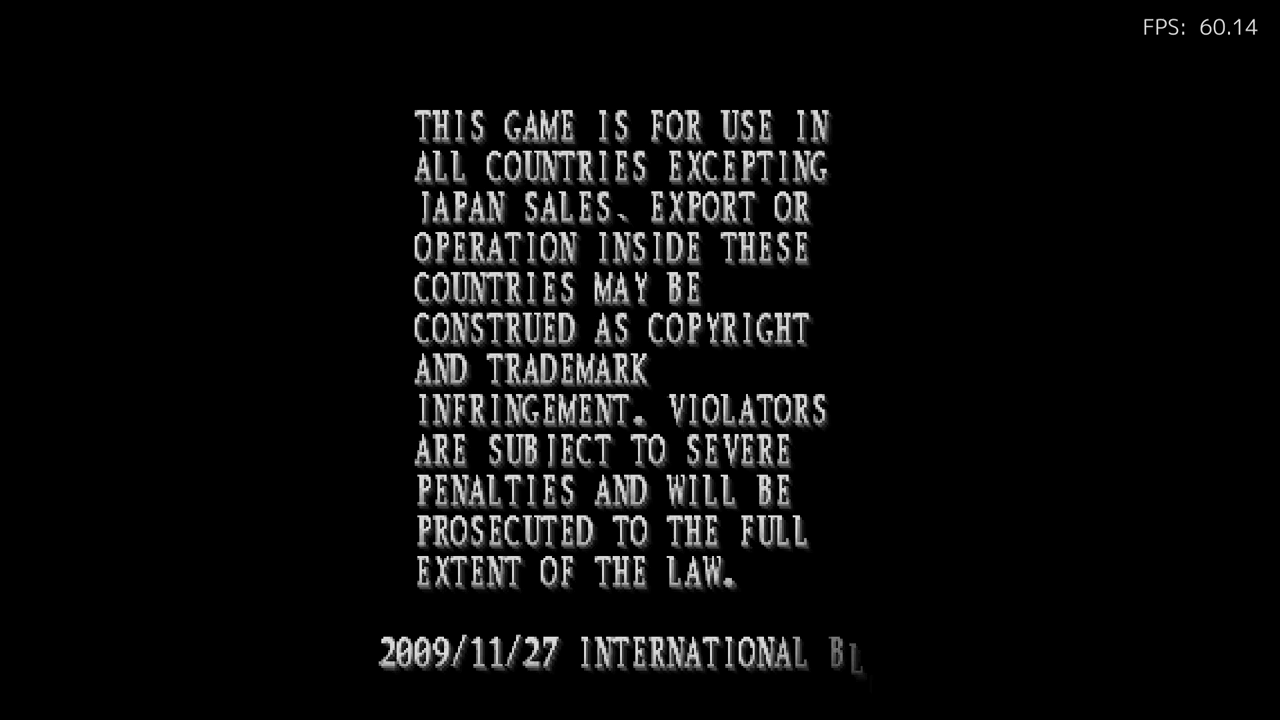 FPS: 60.14
THIS GAME IS FOR USE IN
ALL COUNTRIES EXCEPTING
JAPAN SALES、EXPORT OR
OPERATION INSIDE THESE
COUNTRIES MAY BE
CONSTRUED AS COPYRIGHT
AND TRADEMARK
INFRINGEMENT. VIOLATORS
ARE SUBJECT TO SEVERE
PENALTIES AND WILL BE
PROSECUTED TO THE FULL
EXTENT OF THE LAW.
2009/11/27 INTERNATIONAL BL